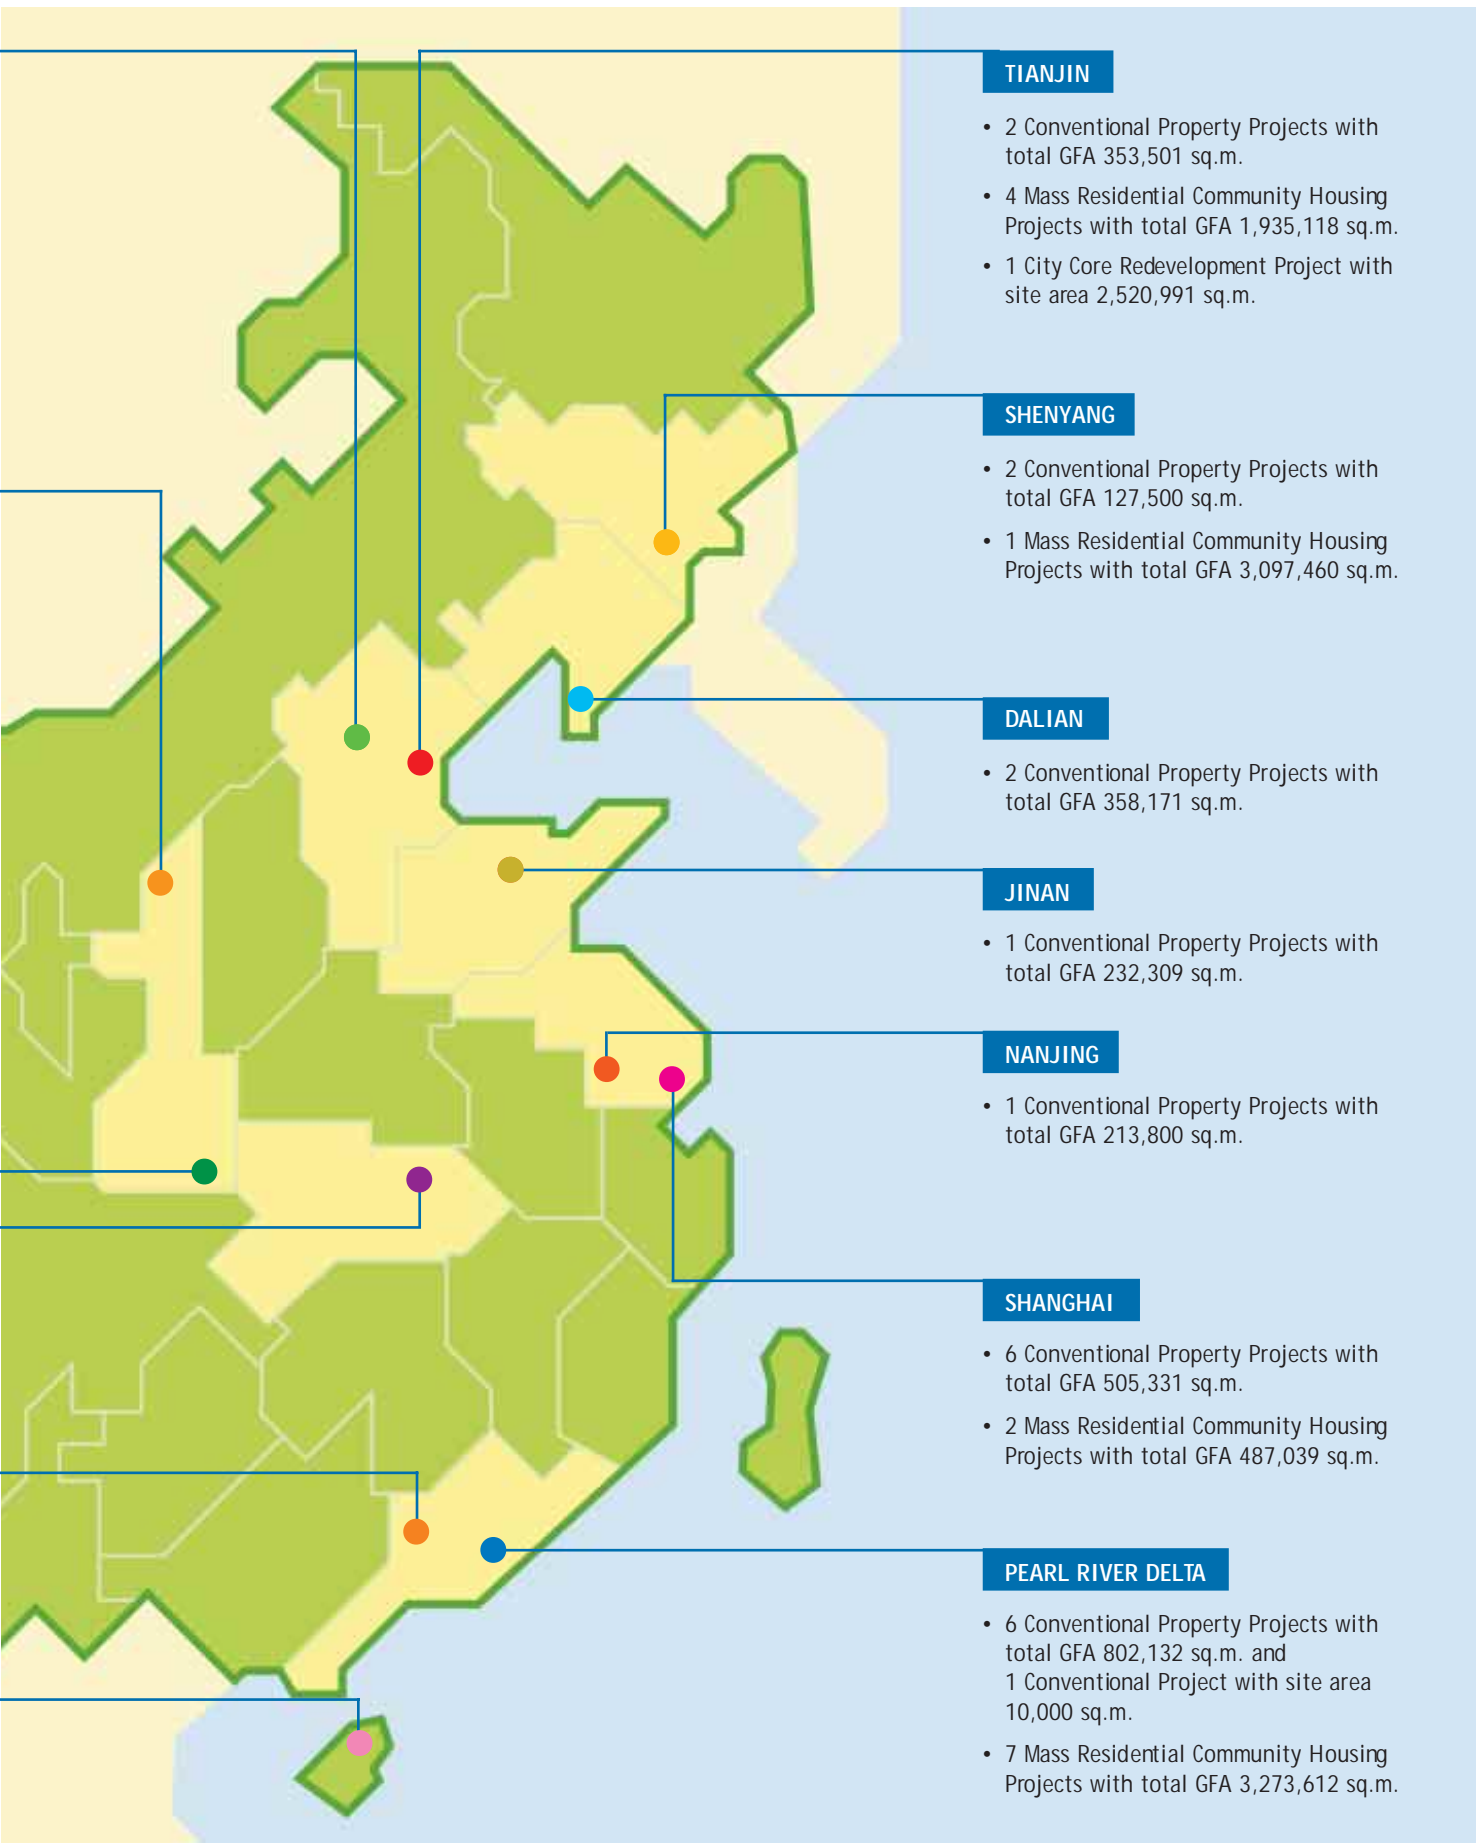 TIANJIN
• 2 Conventional Property Projects with
total GFA 353,501 sq.m.
• 4 Mass Residential Community Housing
Projects with total GFA 1,935,118 sq.m.
• 1 City Core Redevelopment Project with
site area 2,520,991 sq.m.
SHENYANG
• 2 Conventional Property Projects with
total GFA 127,500 sq.m.
• 1 Mass Residential Community Housing
Projects with total GFA 3,097,460 sq.m.
DALIAN
• 2 Conventional Property Projects with
total GFA 358,171 sq.m.
JINAN
• 1 Conventional Property Projects with
total GFA 232,309 sq.m.
NANJING
• 1 Conventional Property Projects with
total GFA 213,800 sq.m.
SHANGHAI
• 6 Conventional Property Projects with
total GFA 505,331 sq.m.
• 2 Mass Residential Community Housing
Projects with total GFA 487,039 sq.m.
PEARL RIVER DELTA
• 6 Conventional Property Projects with
total GFA 802,132 sq.m. and
1 Conventional Project with site area
10,000 sq.m.
• 7 Mass Residential Community Housing
Projects with total GFA 3,273,612 sq.m.